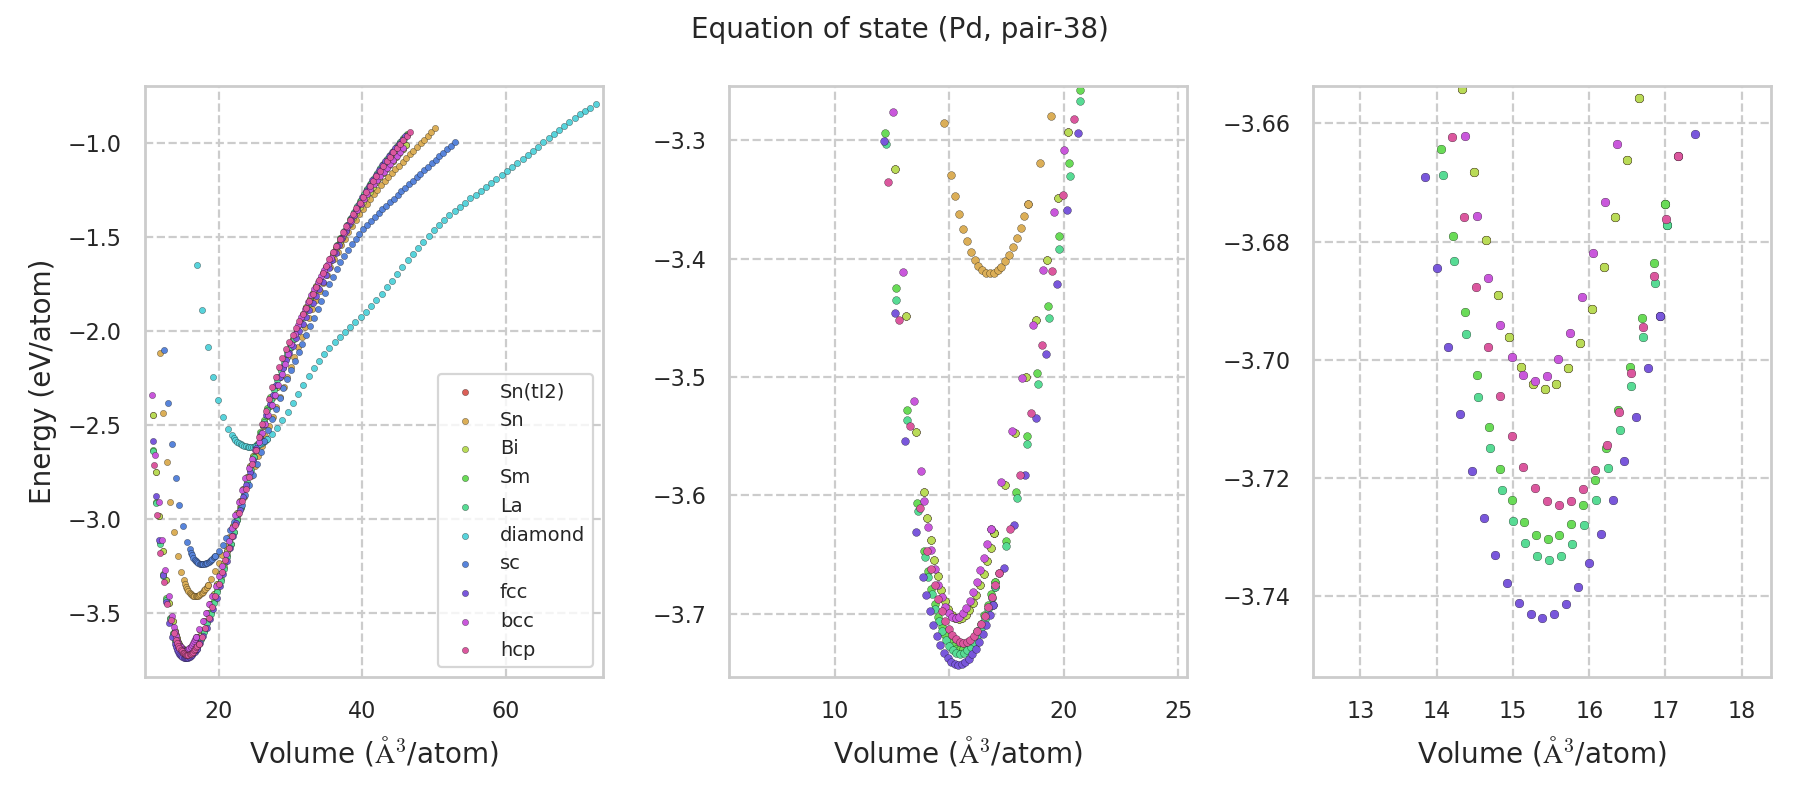 Equation of state (Pd, pair-38)
Energy (eV/atom)
−1.0
−1.5
−2.0
−2.5
−3.0
−3.5
20 40 60
Volume (Å³/atom)
Sn(tI2)
Sn
Bi
Sm
La
diamond
sc
fcc
bcc
hcp
−3.3
−3.4
−3.5
−3.6
−3.7
10 15 20 25
Volume (Å³/atom)
−3.66
−3.68
−3.70
−3.72
−3.74
13 14 15 16 17 18
Volume (Å³/atom)